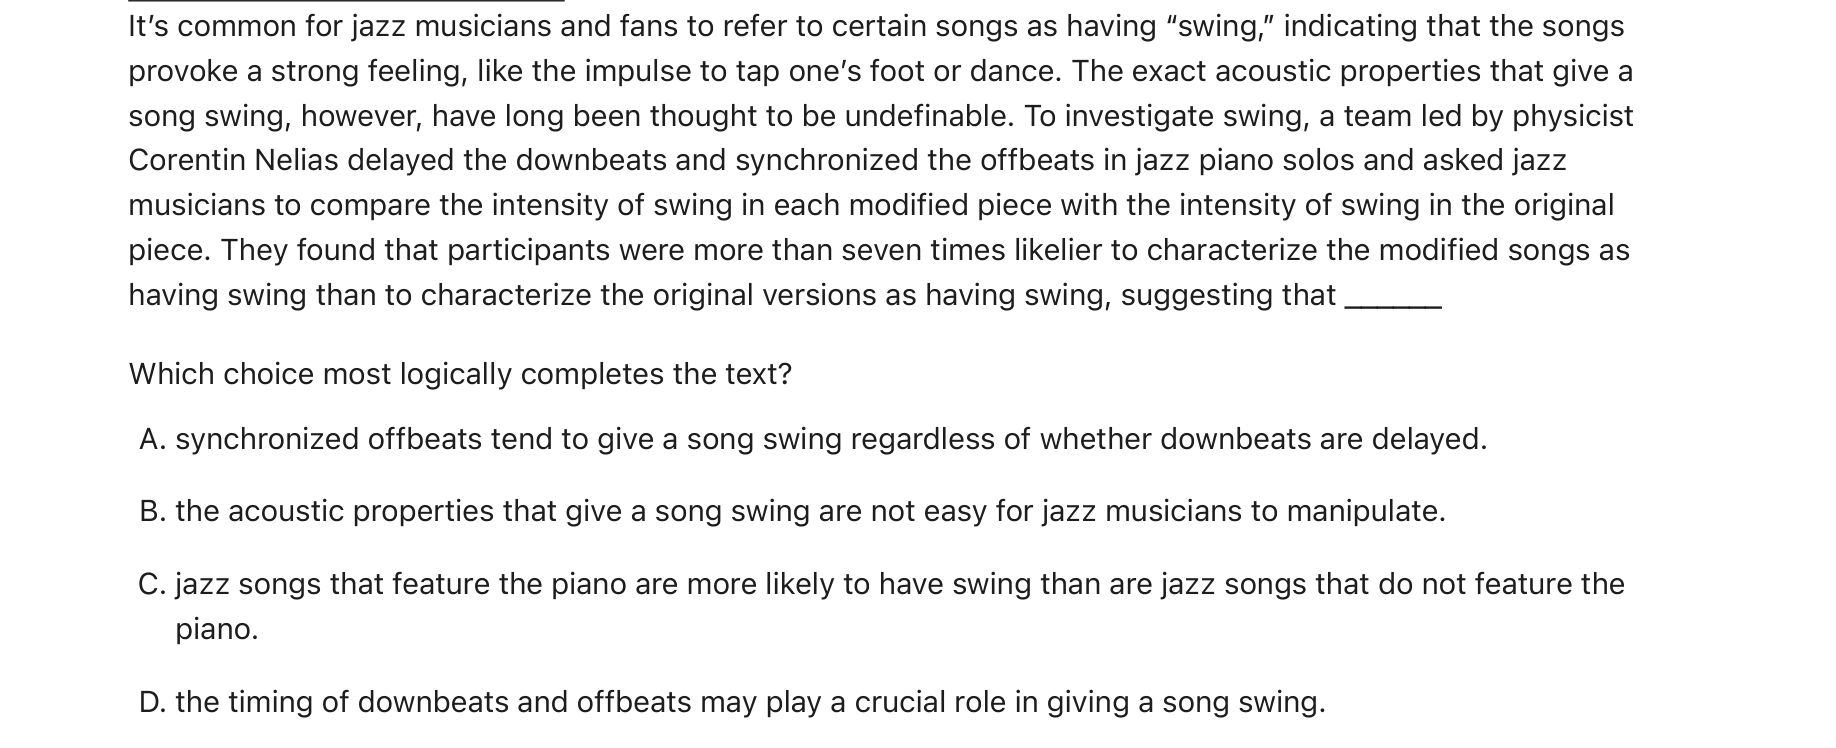 It’s common for jazz musicians and fans to refer to certain songs as having “swing,” indicating that the songs
provoke a strong feeling, like the impulse to tap one’s foot or dance. The exact acoustic properties that give a
song swing, however, have long been thought to be undefinable. To investigate swing, a team led by physicist
Corentin Nelias delayed the downbeats and synchronized the offbeats in jazz piano solos and asked jazz
musicians to compare the intensity of swing in each modified piece with the intensity of swing in the original
piece. They found that participants were more than seven times likelier to characterize the modified songs as
having swing than to characterize the original versions as having swing, suggesting that ______
Which choice most logically completes the text?
A. synchronized offbeats tend to give a song swing regardless of whether downbeats are delayed.
B. the acoustic properties that give a song swing are not easy for jazz musicians to manipulate.
C. jazz songs that feature the piano are more likely to have swing than are jazz songs that do not feature the
piano.
D. the timing of downbeats and offbeats may play a crucial role in giving a song swing.